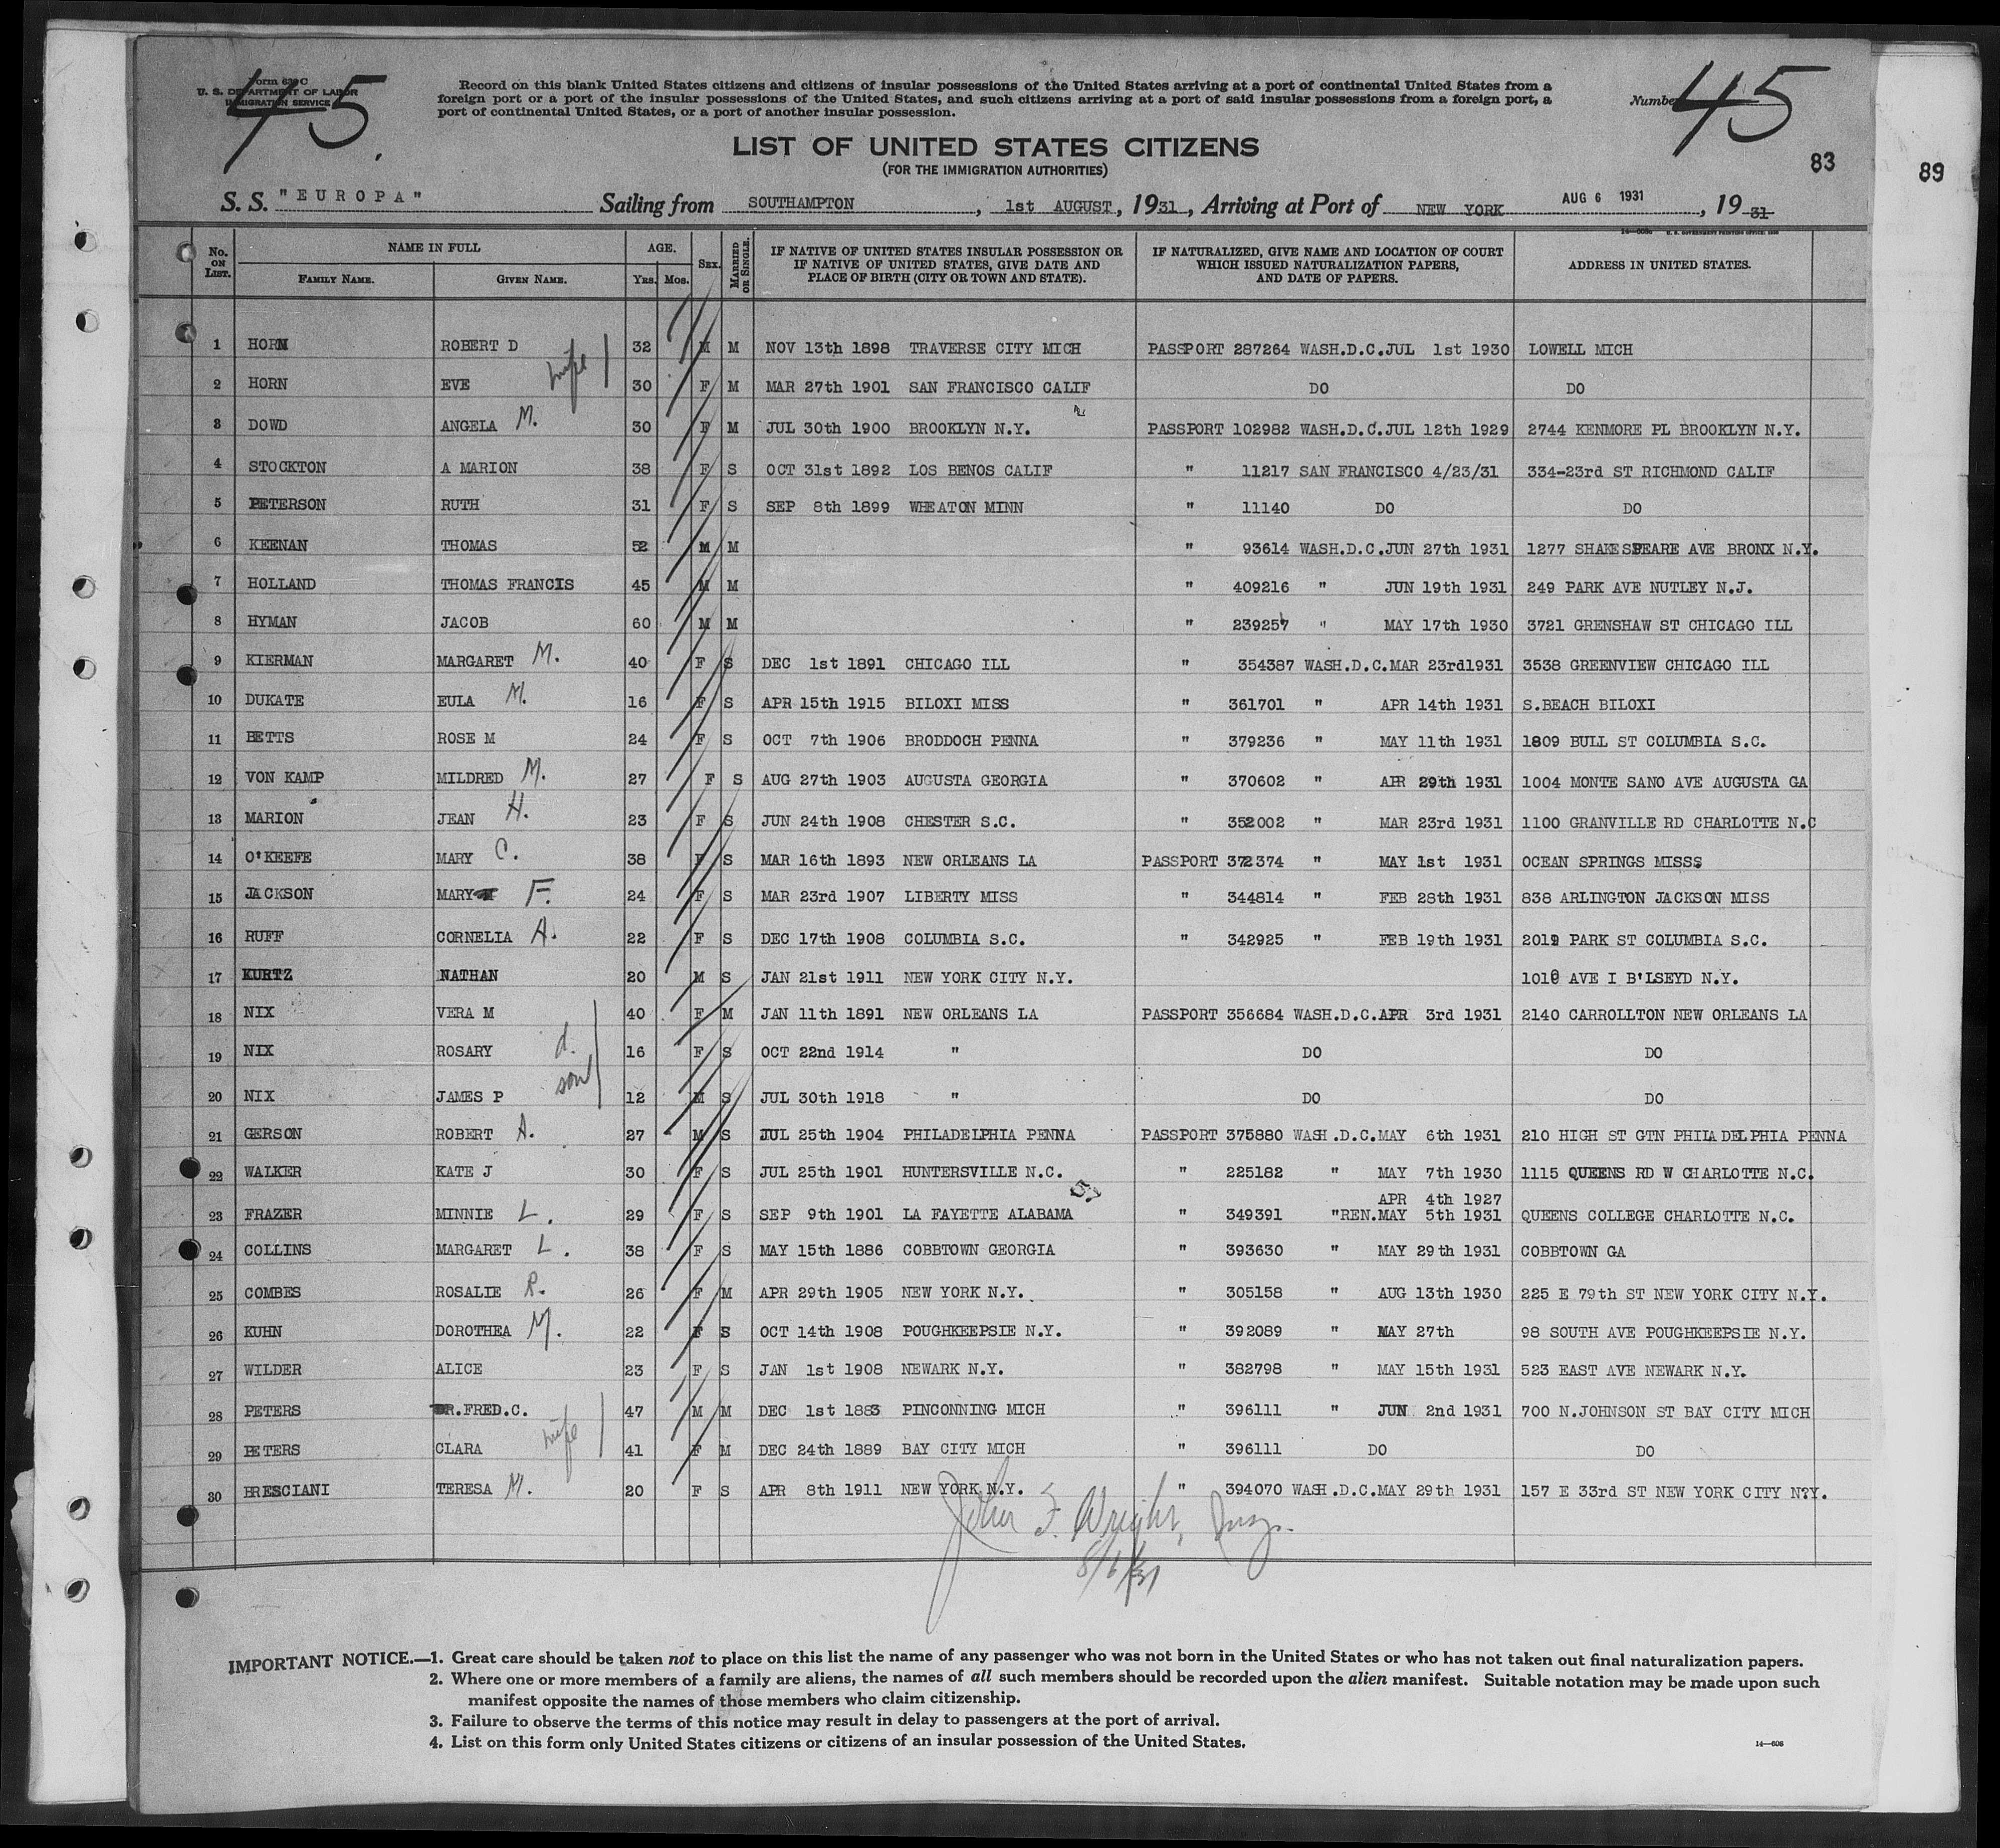 45
Form 630 C
U. S. DEPARTMENT OF LABOR
IMMIGRATION SERVICE
Record on this blank United States citizens and citizens of insular possessions of the United States arriving at a port of continental United States from a
foreign port or a port of the insular possessions of the United States, and such citizens arriving at a port of said insular possessions from a foreign port, a
port of continental United States, or a port of another insular possession.
Number 45
LIST OF UNITED STATES CITIZENS
(FOR THE IMMIGRATION AUTHORITIES)
83
89
S. S. "EUROPA" Sailing from SOUTHAMPTON, 1st AUGUST, 1931, Arriving at Port of NEW YORK AUG 6 1931, 1931
No. ON LIST. NAME IN FULL FAMILY NAME. GIVEN NAME. AGE. YRS. MOS. SEX. MARRIED OR SINGLE. IF NATIVE OF UNITED STATES INSULAR POSSESSION OR IF NATIVE OF UNITED STATES, GIVE DATE AND PLACE OF BIRTH (CITY OR TOWN AND STATE). IF NATURALIZED, GIVE NAME AND LOCATION OF COURT WHICH ISSUED NATURALIZATION PAPERS, AND DATE OF PAPERS. ADDRESS IN UNITED STATES.
1 HORN ROBERT D 32 M M NOV 13th 1898 TRAVERSE CITY MICH PASSPORT 287264 WASH.D.C.JUL 1st 1930 LOWELL MICH
2 HORN EVE wife 30 F M MAR 27th 1901 SAN FRANCISCO CALIF DO DO
3 DOWD ANGELA M. 30 F M JUL 30th 1900 BROOKLYN N.Y. PASSPORT 102982 WASH.D.C.JUL 12th 1929 2744 KENMORE PL BROOKLYN N.Y.
4 STOCKTON A MARION 38 F S OCT 31st 1892 LOS BENOS CALIF " 11217 SAN FRANCISCO 4/23/31 334-23rd ST RICHMOND CALIF
5 PETERSON RUTH 31 F S SEP 8th 1899 WHEATON MINN " 11140 DO DO
6 KEENAN THOMAS 52 M M " 93614 WASH.D.C.JUN 27th 1931 1277 SHAKESPEARE AVE BRONX N.Y.
7 HOLLAND THOMAS FRANCIS 45 M M " 409216 " JUN 19th 1931 249 PARK AVE NUTLEY N.J.
8 HYMAN JACOB 60 M M " 239257 " MAY 17th 1930 3721 GRENSHAW ST CHICAGO ILL
9 KIERMAN MARGARET M. 40 F S DEC 1st 1891 CHICAGO ILL " 354387 WASH.D.C.MAR 23rd1931 3538 GREENVIEW CHICAGO ILL
10 DUKATE EULA M. 16 F S APR 15th 1915 BILOXI MISS " 361701 " APR 14th 1931 S.BEACH BILOXI
11 BETTS ROSE M 24 F S OCT 7th 1906 BRODDOCH PENNA " 379236 " MAY 11th 1931 1809 BULL ST COLUMBIA S.C.
12 VON KAMP MILDRED M. 27 F S AUG 27th 1903 AUGUSTA GEORGIA " 370602 " APR 29th 1931 1004 MONTE SANO AVE AUGUSTA GA
13 MARION JEAN H. 23 F S JUN 24th 1908 CHESTER S.C. " 352002 " MAR 23rd 1931 1100 GRANVILLE RD CHARLOTTE N.C
14 O'KEEFE MARY C. 38 F S MAR 16th 1893 NEW ORLEANS LA PASSPORT 372374 " MAY 1st 1931 OCEAN SPRINGS MISSS
15 JACKSON MARY F. 24 F S MAR 23rd 1907 LIBERTY MISS " 344814 " FEB 28th 1931 838 ARLINGTON JACKSON MISS
16 RUFF CORNELIA A. 22 F S DEC 17th 1908 COLUMBIA S.C. " 342925 " FEB 19th 1931 2019 PARK ST COLUMBIA S.C.
17 KURTZ NATHAN 20 M S JAN 21st 1911 NEW YORK CITY N.Y. 1010 AVE I B'LSEYD N.Y.
18 NIX VERA M 40 F M JAN 11th 1891 NEW ORLEANS LA PASSPORT 356684 WASH.D.C.APR 3rd 1931 2140 CARROLLTON NEW ORLEANS LA
19 NIX ROSARY d. 16 F S OCT 22nd 1914 " DO DO
20 NIX JAMES P son 12 M S JUL 30th 1918 " DO DO
21 GERSON ROBERT A. 27 M S JUL 25th 1904 PHILADELPHIA PENNA PASSPORT 375880 WASH.D.C.MAY 6th 1931 210 HIGH ST GTN PHILADELPHIA PENNA
22 WALKER KATE J 30 F S JUL 25th 1901 HUNTERSVILLE N.C. " 225182 " MAY 7th 1930 1115 QUEENS RD W CHARLOTTE N.C.
APR 4th 1927
23 FRAZER MINNIE L. 29 F S SEP 9th 1901 LA FAYETTE ALABAMA " 349391 "REN.MAY 5th 1931 QUEENS COLLEGE CHARLOTTE N.C.
24 COLLINS MARGARET L. 38 F S MAY 15th 1886 COBBTOWN GEORGIA " 393630 " MAY 29th 1931 COBBTOWN GA
25 COMBES ROSALIE R. 26 F M APR 29th 1905 NEW YORK N.Y. " 305158 " AUG 13th 1930 225 E 79th ST NEW YORK CITY N.Y.
26 KUHN DOROTHEA M. 22 F S OCT 14th 1908 POUGHKEEPSIE N.Y. " 392089 " MAY 27th 98 SOUTH AVE POUGHKEEPSIE N.Y.
27 WILDER ALICE 23 F S JAN 1st 1908 NEWARK N.Y. " 382798 " MAY 15th 1931 523 EAST AVE NEWARK N.Y.
28 PETERS DR.FRED.C. 47 M M DEC 1st 1883 PINCONNING MICH " 396111 " JUN 2nd 1931 700 N.JOHNSON ST BAY CITY MICH
29 PETERS CLARA wife 41 F M DEC 24th 1889 BAY CITY MICH " 396111 DO DO
30 BRESCIANI TERESA M. 20 F S APR 8th 1911 NEW YORK N.Y. " 394070 WASH.D.C.MAY 29th 1931 157 E 33rd ST NEW YORK CITY N?Y.
John F. Wright, Insp.
8/6/31
IMPORTANT NOTICE.—1. Great care should be taken not to place on this list the name of any passenger who was not born in the United States or who has not taken out final naturalization papers.
2. Where one or more members of a family are aliens, the names of all such members should be recorded upon the alien manifest. Suitable notation may be made upon such
manifest opposite the names of those members who claim citizenship.
3. Failure to observe the terms of this notice may result in delay to passengers at the port of arrival.
4. List on this form only United States citizens or citizens of an insular possession of the United States.
14—608